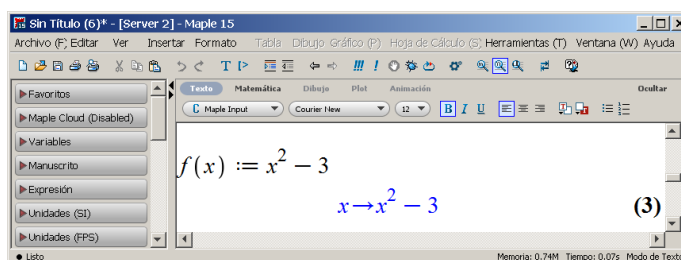 Sin Título (6)* - [Server 2] - Maple 15
Archivo (F) Editar Ver Insertar Formato Tabla Dibujo Gráfico (P) Hoja de Cálculo (S) Herramientas (T) Ventana (W) Ayuda
Texto Matemática Dibujo Plot Animación Ocultar
C Maple Input Courier New 12 B I U
Favoritos
Maple Cloud (Disabled)
Variables
Manuscrito
Expresión
Unidades (SI)
Unidades (FPS)
f(x) := x² − 3
x→x² − 3 (3)
Listo Memoria: 0.74M Tiempo: 0.07s Modo de Texto